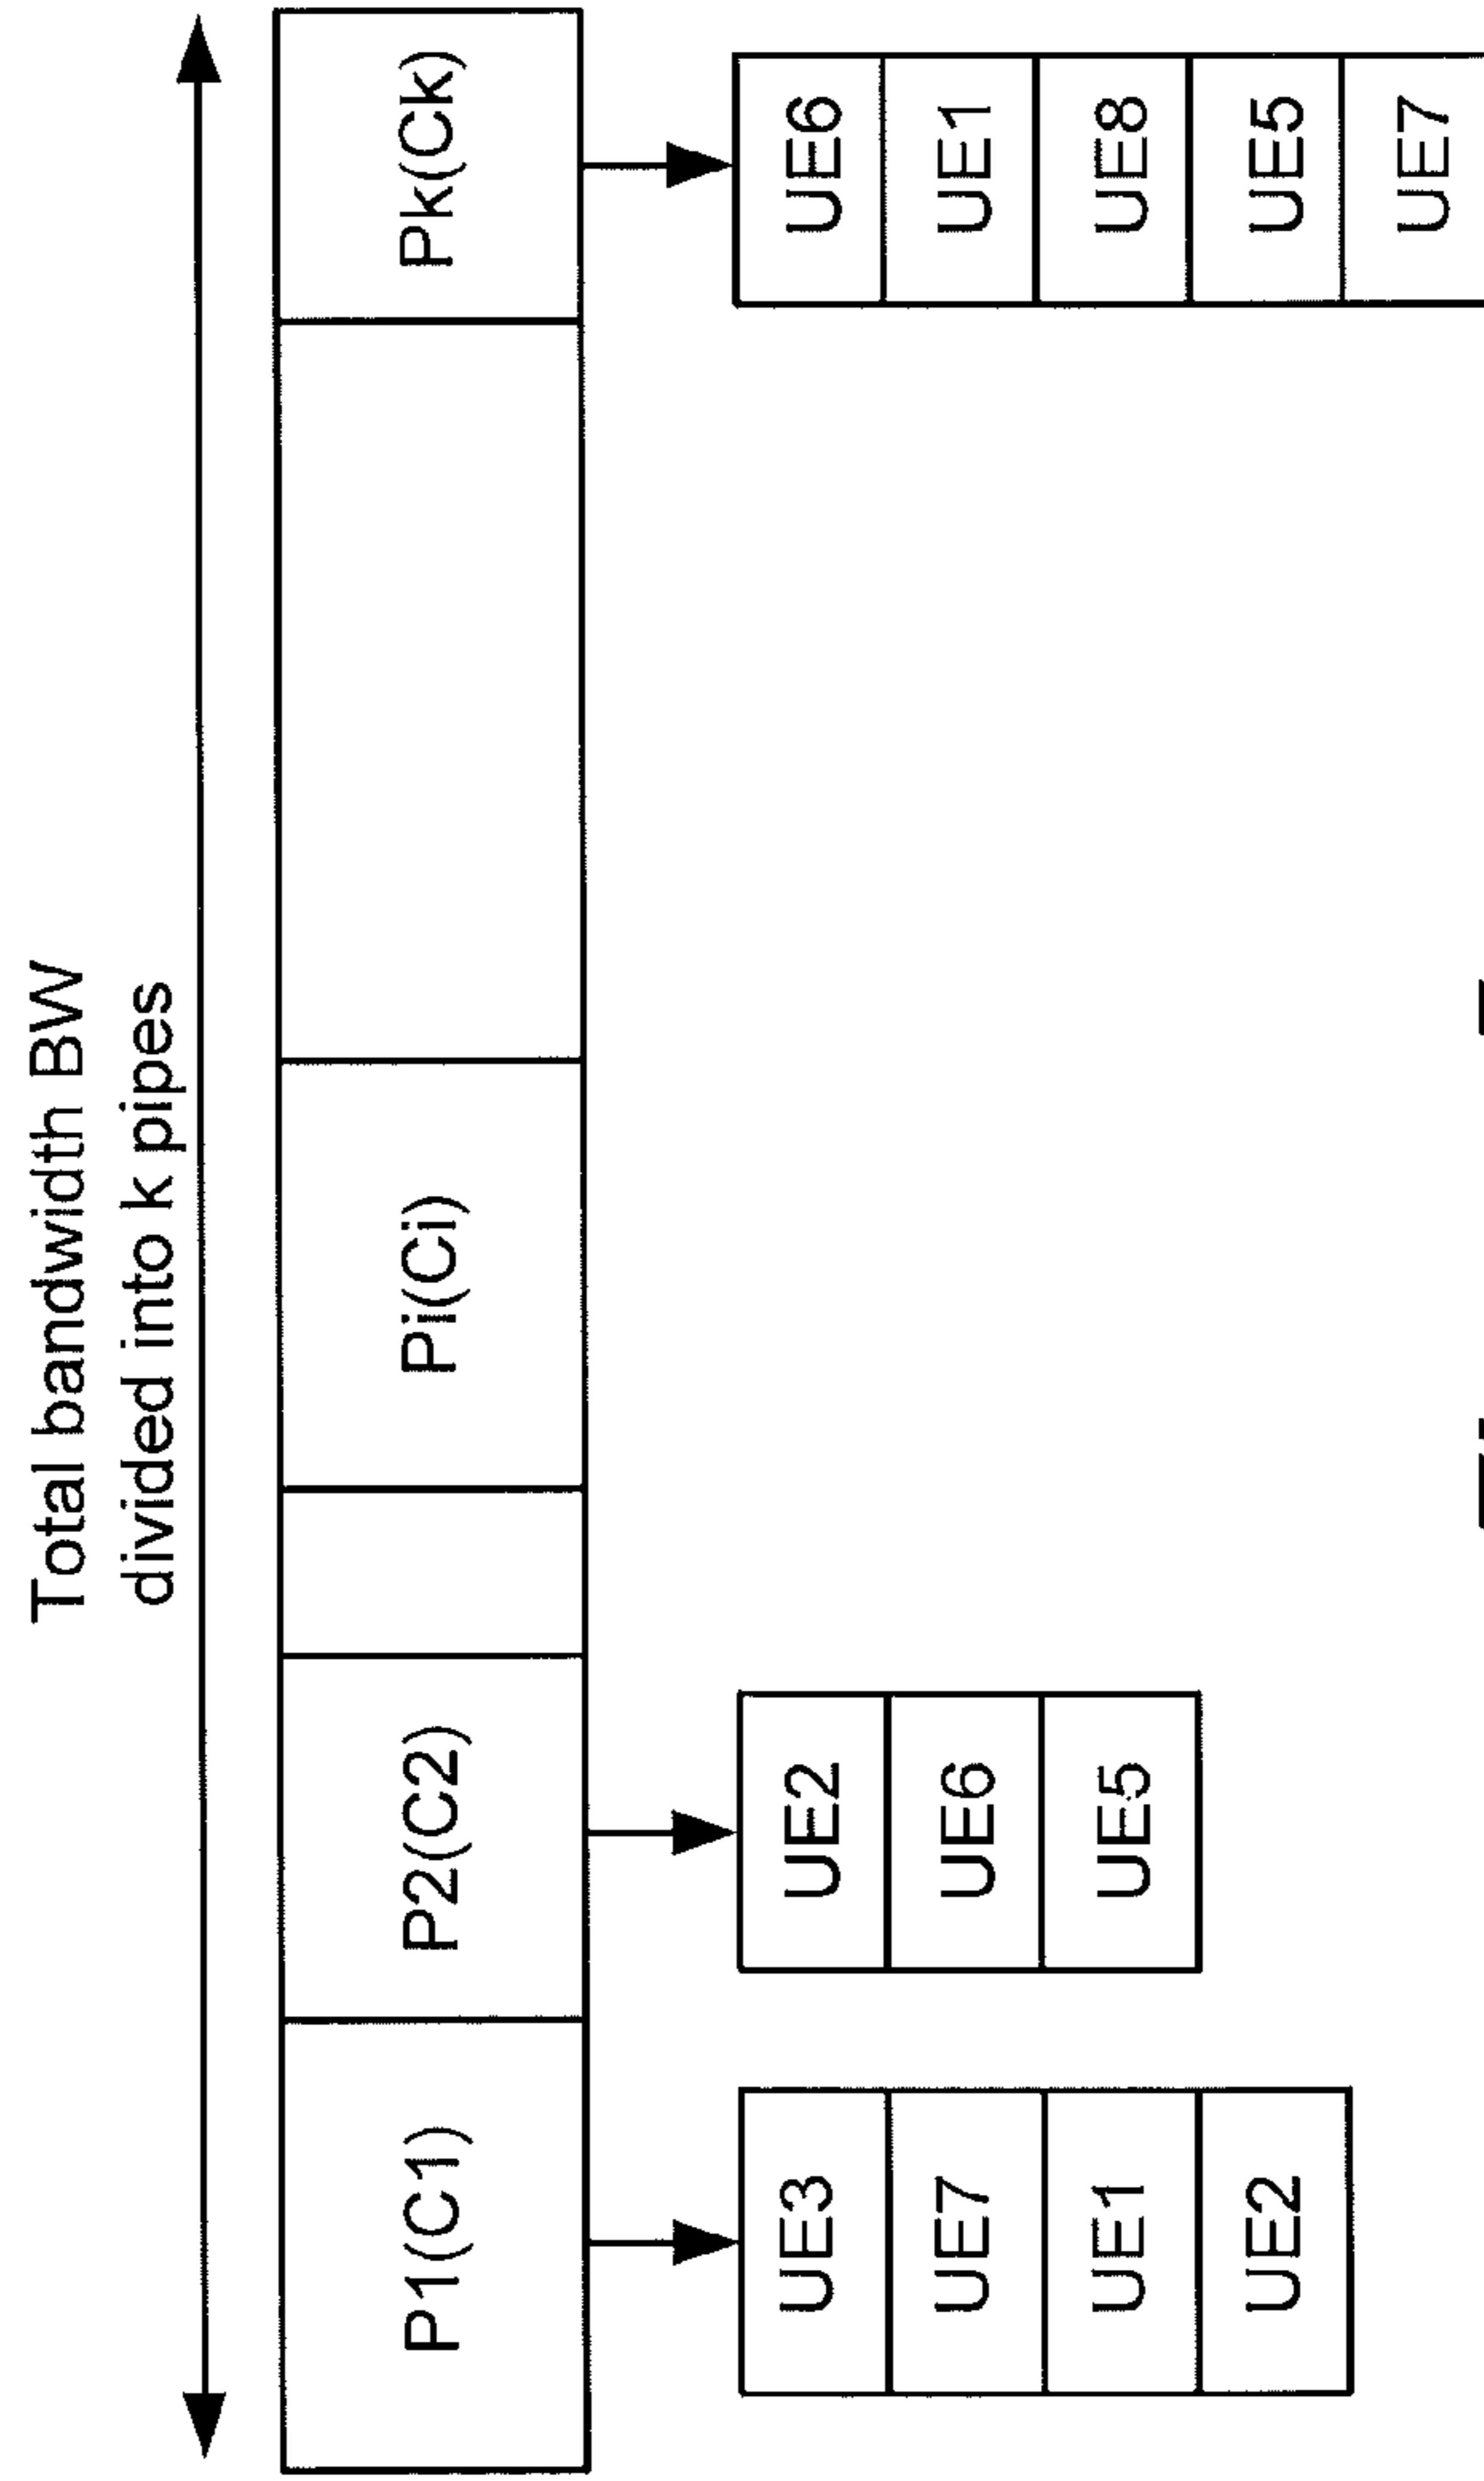 Total bandwidth BW
divided into k pipes
P1(C1)
P2(C2)
Pi(Ci)
Pk(Ck)
UE3
UE7
UE1
UE2
UE2
UE6
UE5
UE6
UE1
UE8
UE5
UE7